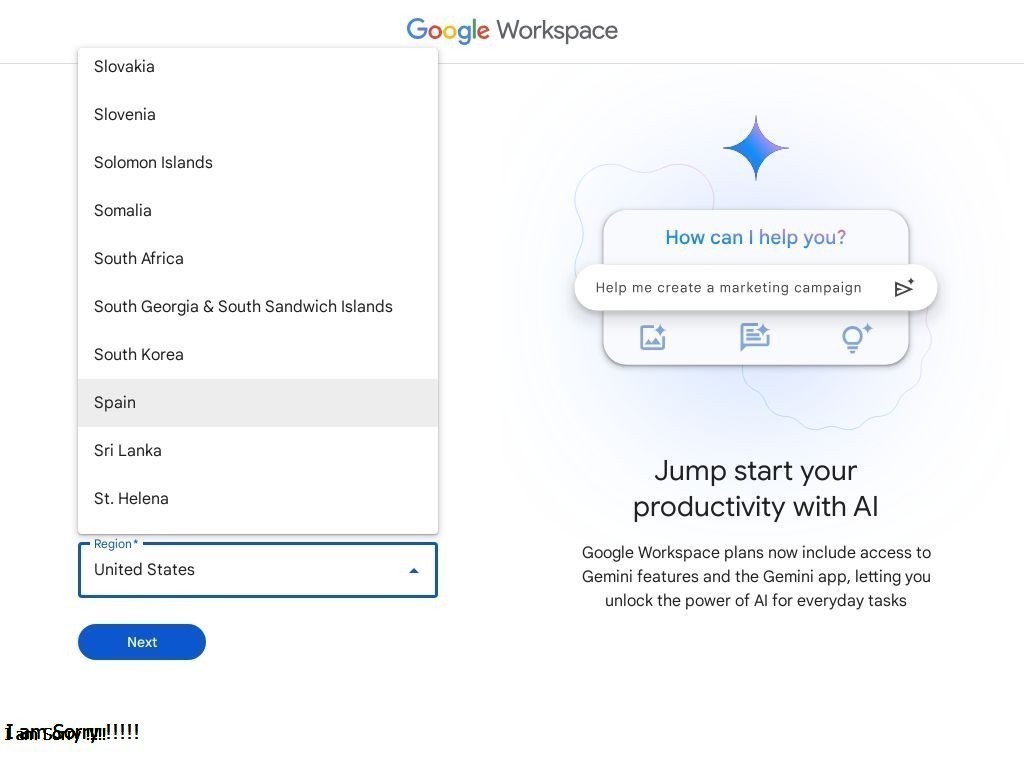 Google Workspace
Slovakia
Slovenia
Solomon Islands
Somalia
South Africa
South Georgia & South Sandwich Islands
South Korea
Spain
Sri Lanka
St. Helena
Region*
United States
Next
How can I help you?
Help me create a marketing campaign
Jump start your
productivity with AI
Google Workspace plans now include access to
Gemini features and the Gemini app, letting you
unlock the power of AI for everyday tasks
I am Sorry !!!!!
I am Sorry !!!!